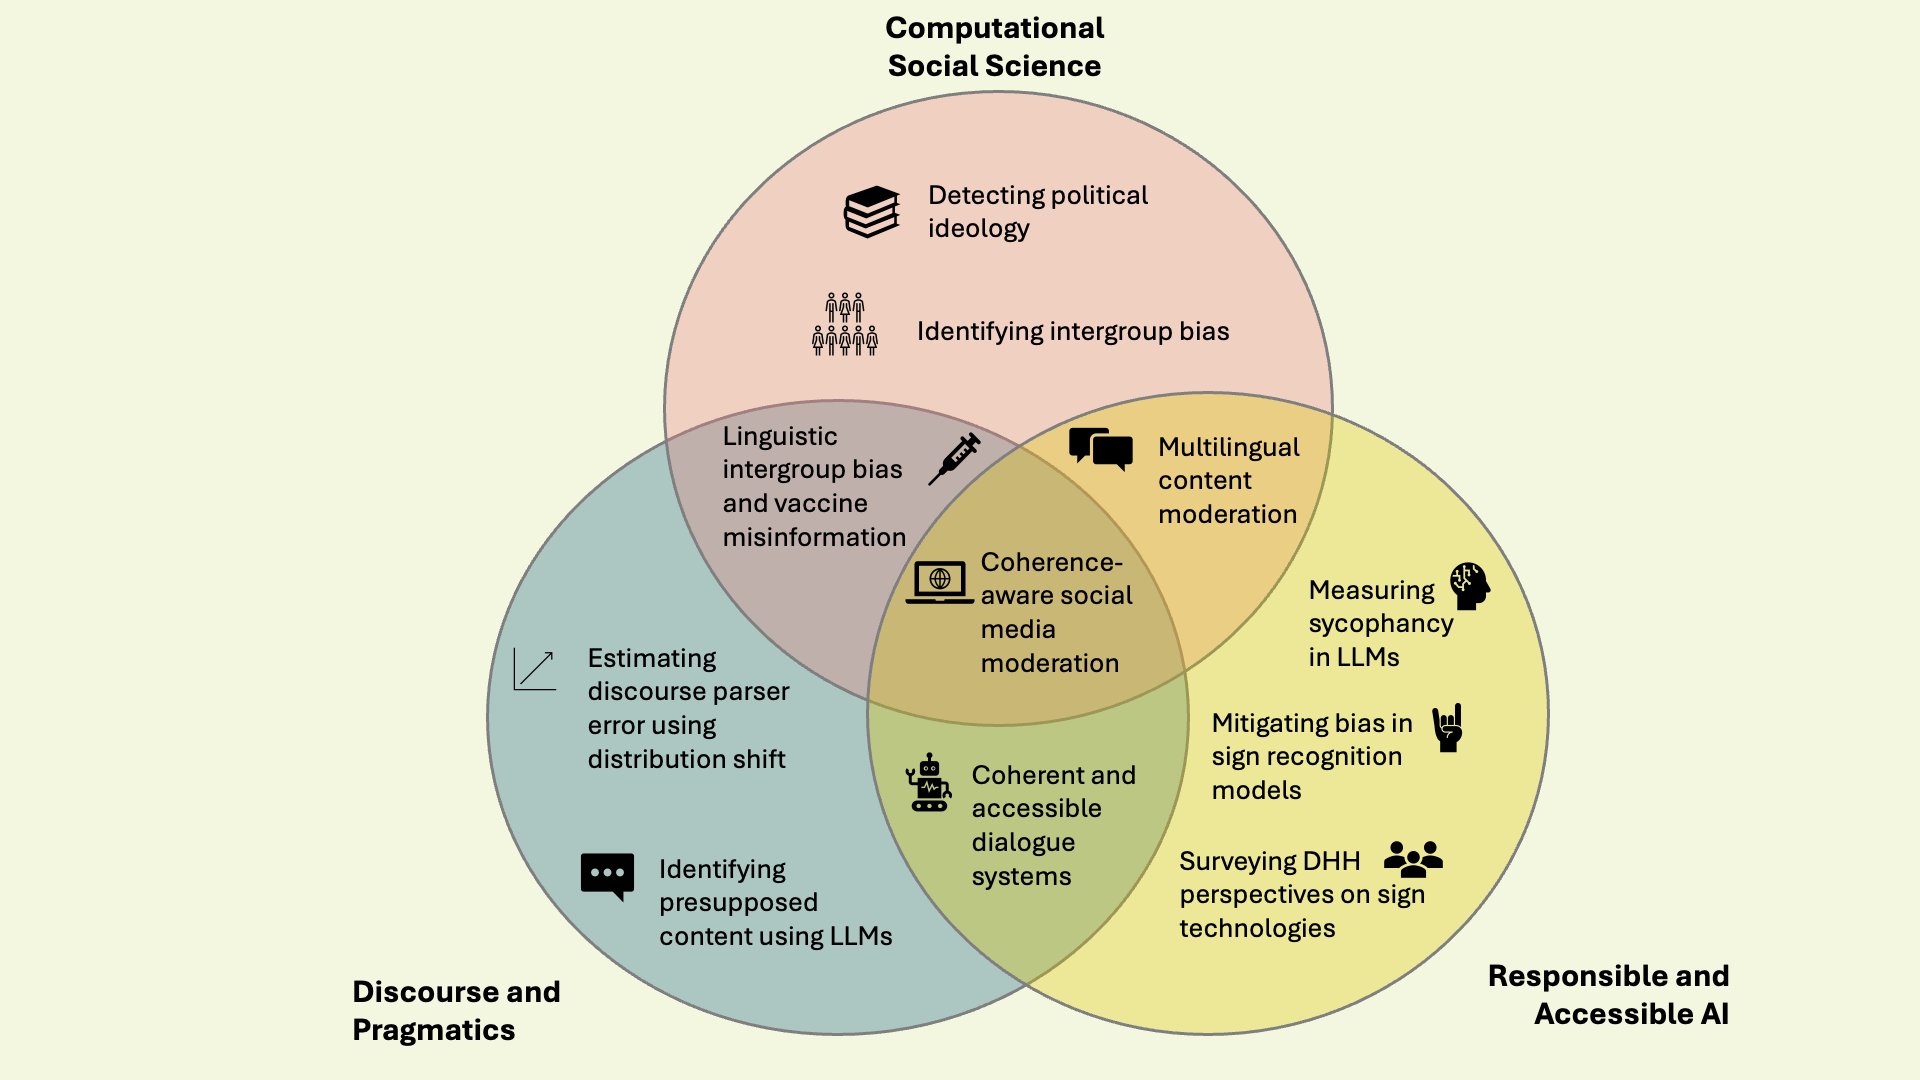 Computational
Social Science
Detecting political
ideology
Identifying intergroup bias
Linguistic
intergroup bias
and vaccine
misinformation
Multilingual
content
moderation
Coherence-
aware social
media
moderation
Measuring
sycophancy
in LLMs
Estimating
discourse parser
error using
distribution shift
Mitigating bias in
sign recognition
models
Coherent and
accessible
dialogue
systems
Surveying DHH
perspectives on sign
technologies
Identifying
presupposed
content using LLMs
Discourse and
Pragmatics
Responsible and
Accessible AI